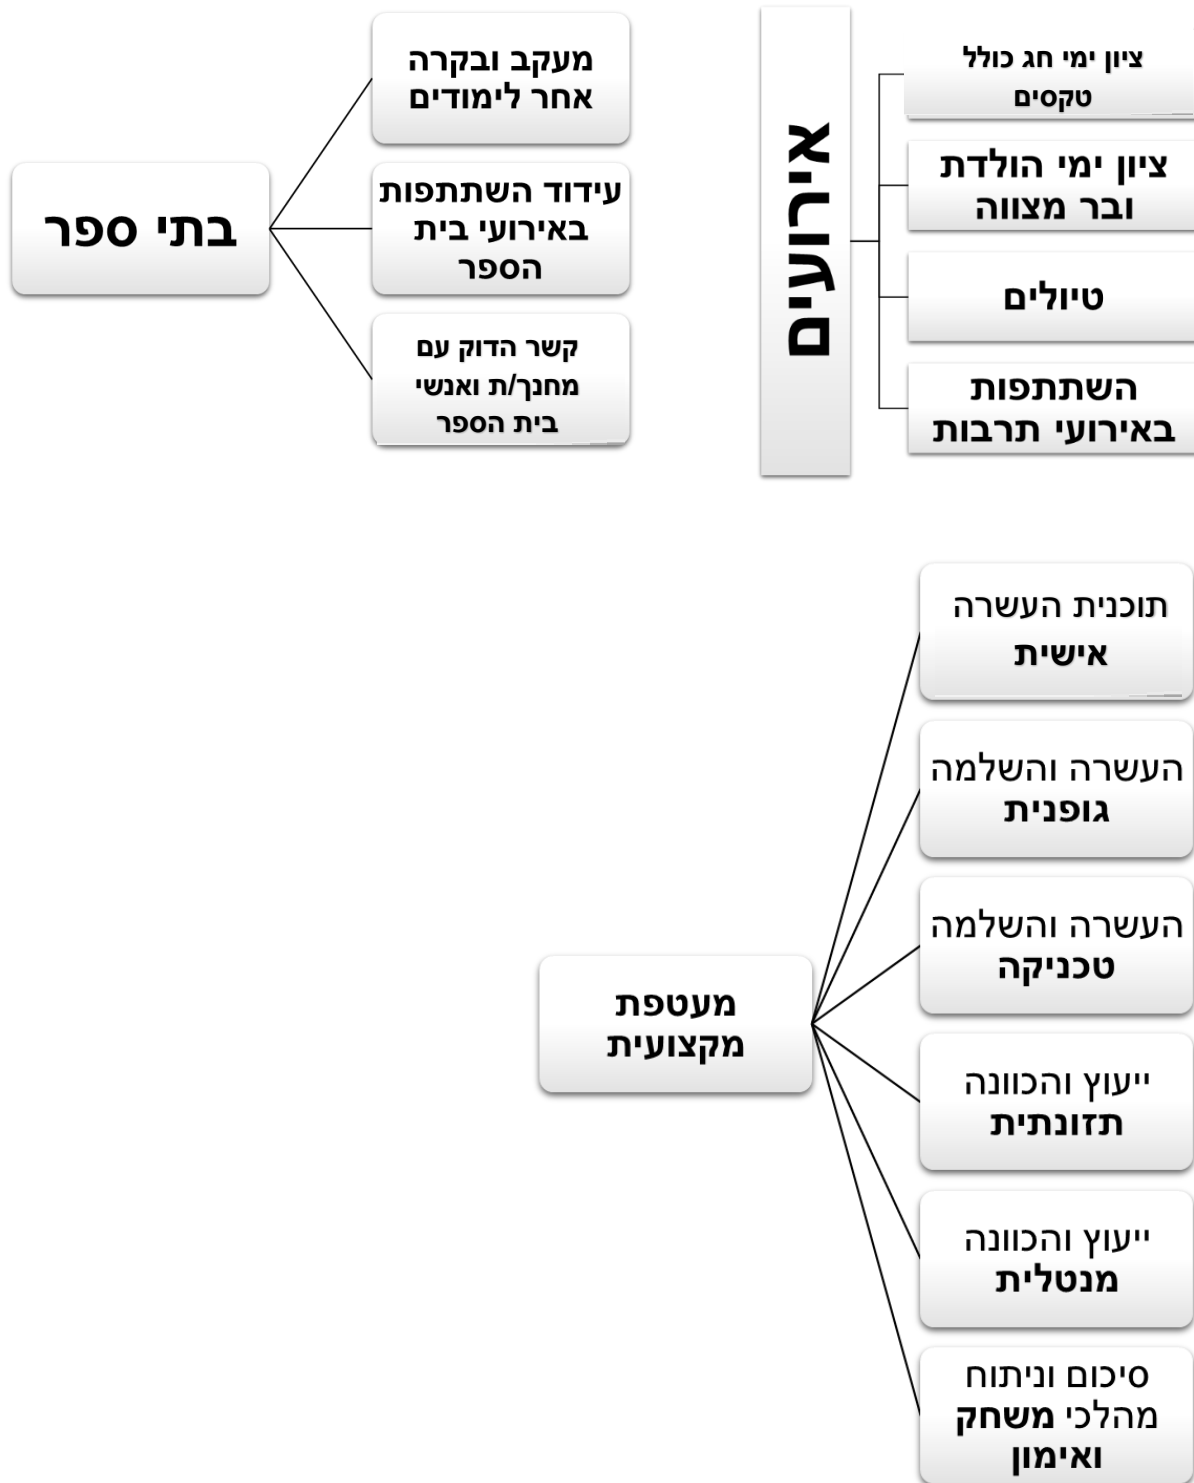 אירועים
ציון ימי חג כולל
טקסים
ציון ימי הולדת
ובר מצווה
טיולים
השתתפות
באירועי תרבות
בתי ספר
מעקב ובקרה
אחר לימודים
עידוד השתתפות
באירועי בית
הספר
קשר הדוק עם
מחנך/ת ואנשי
בית הספר
מעטפת
מקצועית
תוכנית העשרה
אישית
העשרה והשלמה
גופנית
העשרה והשלמה
טכניקה
ייעוץ והכוונה
תזונתית
ייעוץ והכוונה
מנטלית
סיכום וניתוח
מהלכי משחק
ואימון